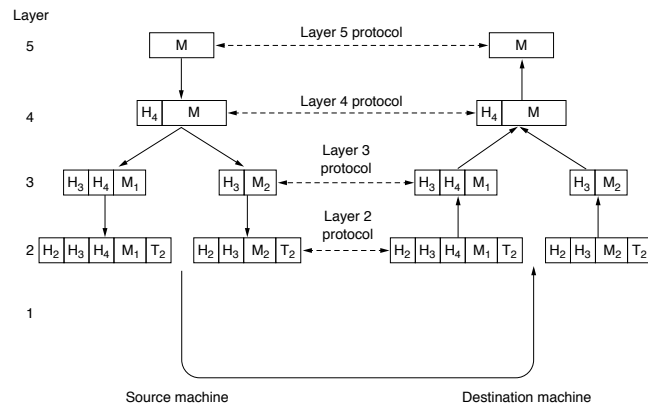 Layer
5 M Layer 5 protocol M
4 H4 M Layer 4 protocol H4 M
3 H3 H4 M1 H3 M2 Layer 3 protocol H3 H4 M1 H3 M2
2 H2 H3 H4 M1 T2 H2 H3 M2 T2 Layer 2 protocol H2 H3 H4 M1 T2 H2 H3 M2 T2
1
Source machine Destination machine